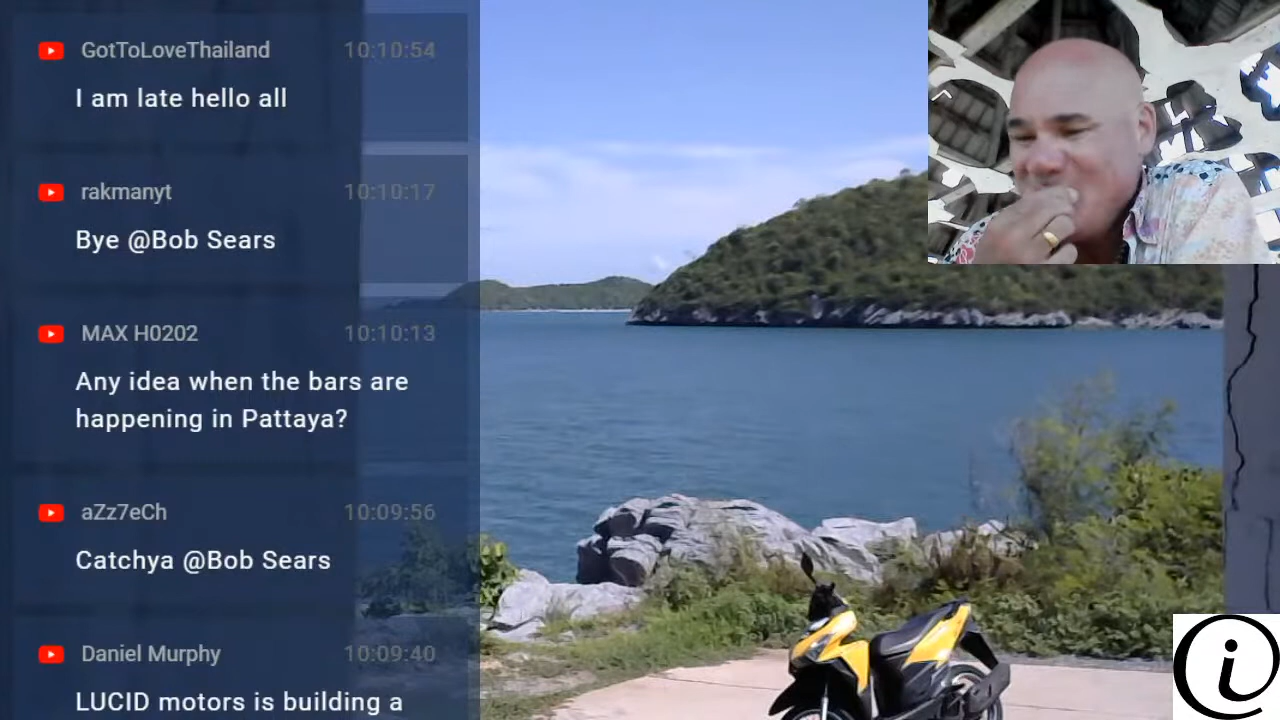 GotToLoveThailand 10:10:54
I am late hello all
rakmanyt 10:10:17
Bye @Bob Sears
MAX H0202 10:10:13
Any idea when the bars are
happening in Pattaya?
aZz7eCh 10:09:56
Catchya @Bob Sears
Daniel Murphy 10:09:40
LUCID motors is building a
i